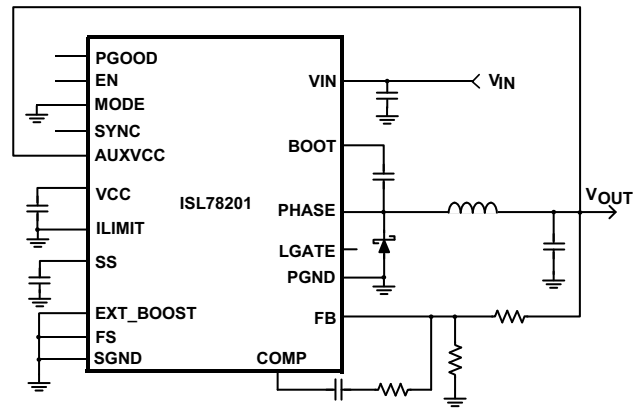 PGOOD
EN
MODE
SYNC
AUXVCC
VCC
ILIMIT
SS
EXT_BOOST
FS
SGND
ISL78201
VIN
BOOT
PHASE
LGATE
PGND
FB
COMP
VIN
VOUT